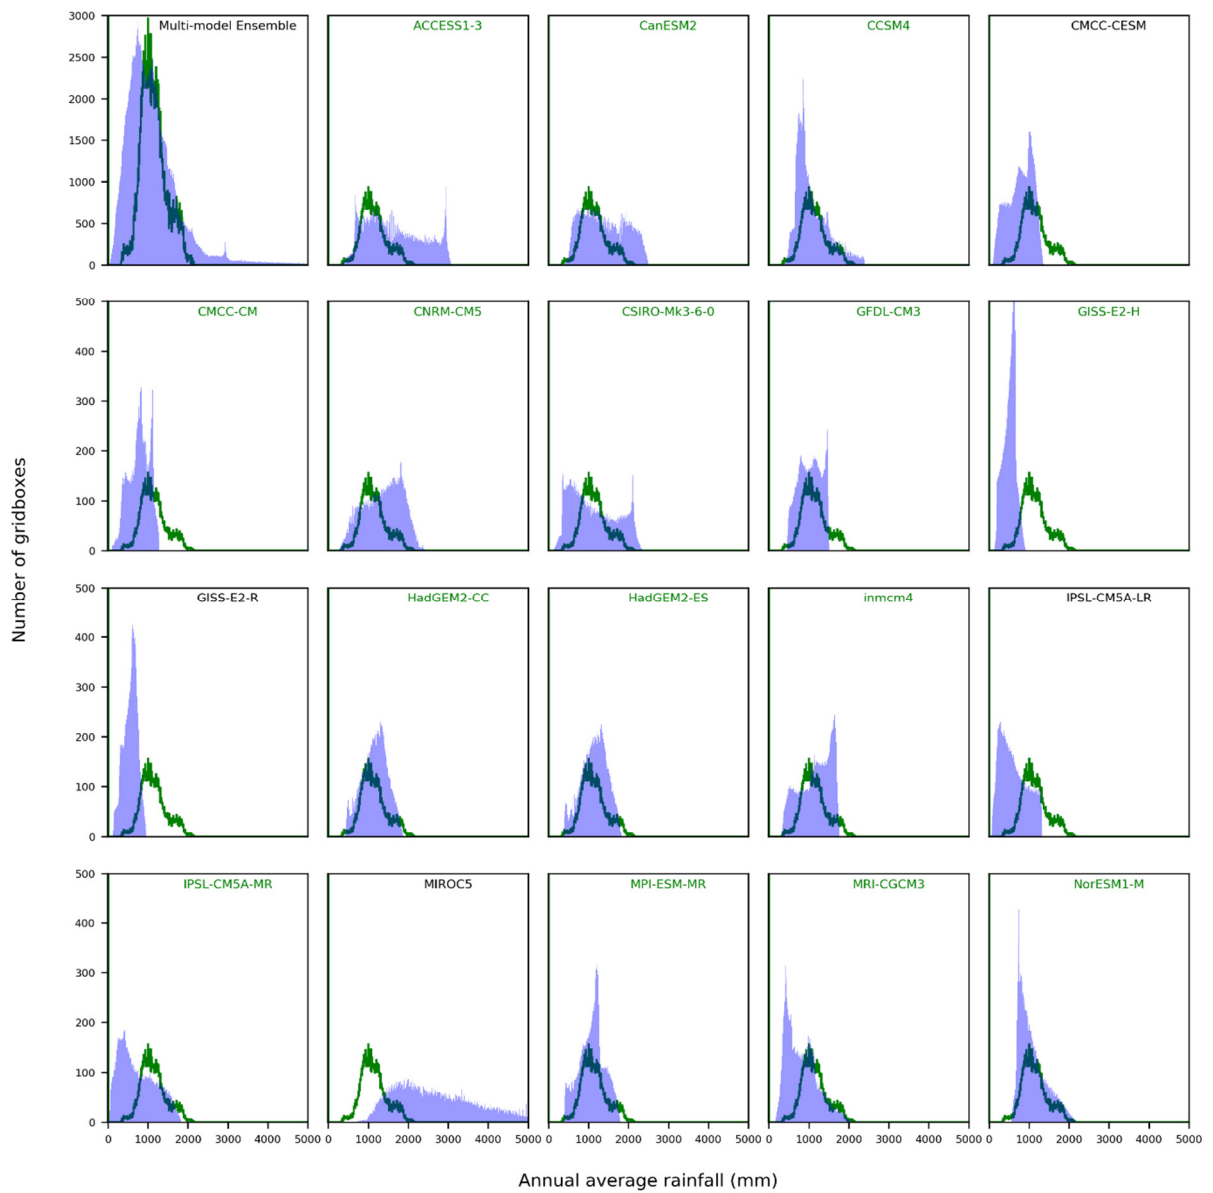 Multi-model Ensemble
ACCESS1-3
CanESM2
CCSM4
CMCC-CESM
3000
2500
2000
1500
1000
500
0
CMCC-CM
CNRM-CM5
CSIRO-Mk3-6-0
GFDL-CM3
GISS-E2-H
500
400
300
200
100
0
Number of gridboxes
GISS-E2-R
HadGEM2-CC
HadGEM2-ES
inmcm4
IPSL-CM5A-LR
500
400
300
200
100
0
IPSL-CM5A-MR
MIROC5
MPI-ESM-MR
MRI-CGCM3
NorESM1-M
500
400
300
200
100
0
0 1000 2000 3000 4000 5000
0 1000 2000 3000 4000 5000
0 1000 2000 3000 4000 5000
0 1000 2000 3000 4000 5000
0 1000 2000 3000 4000 5000
Annual average rainfall (mm)